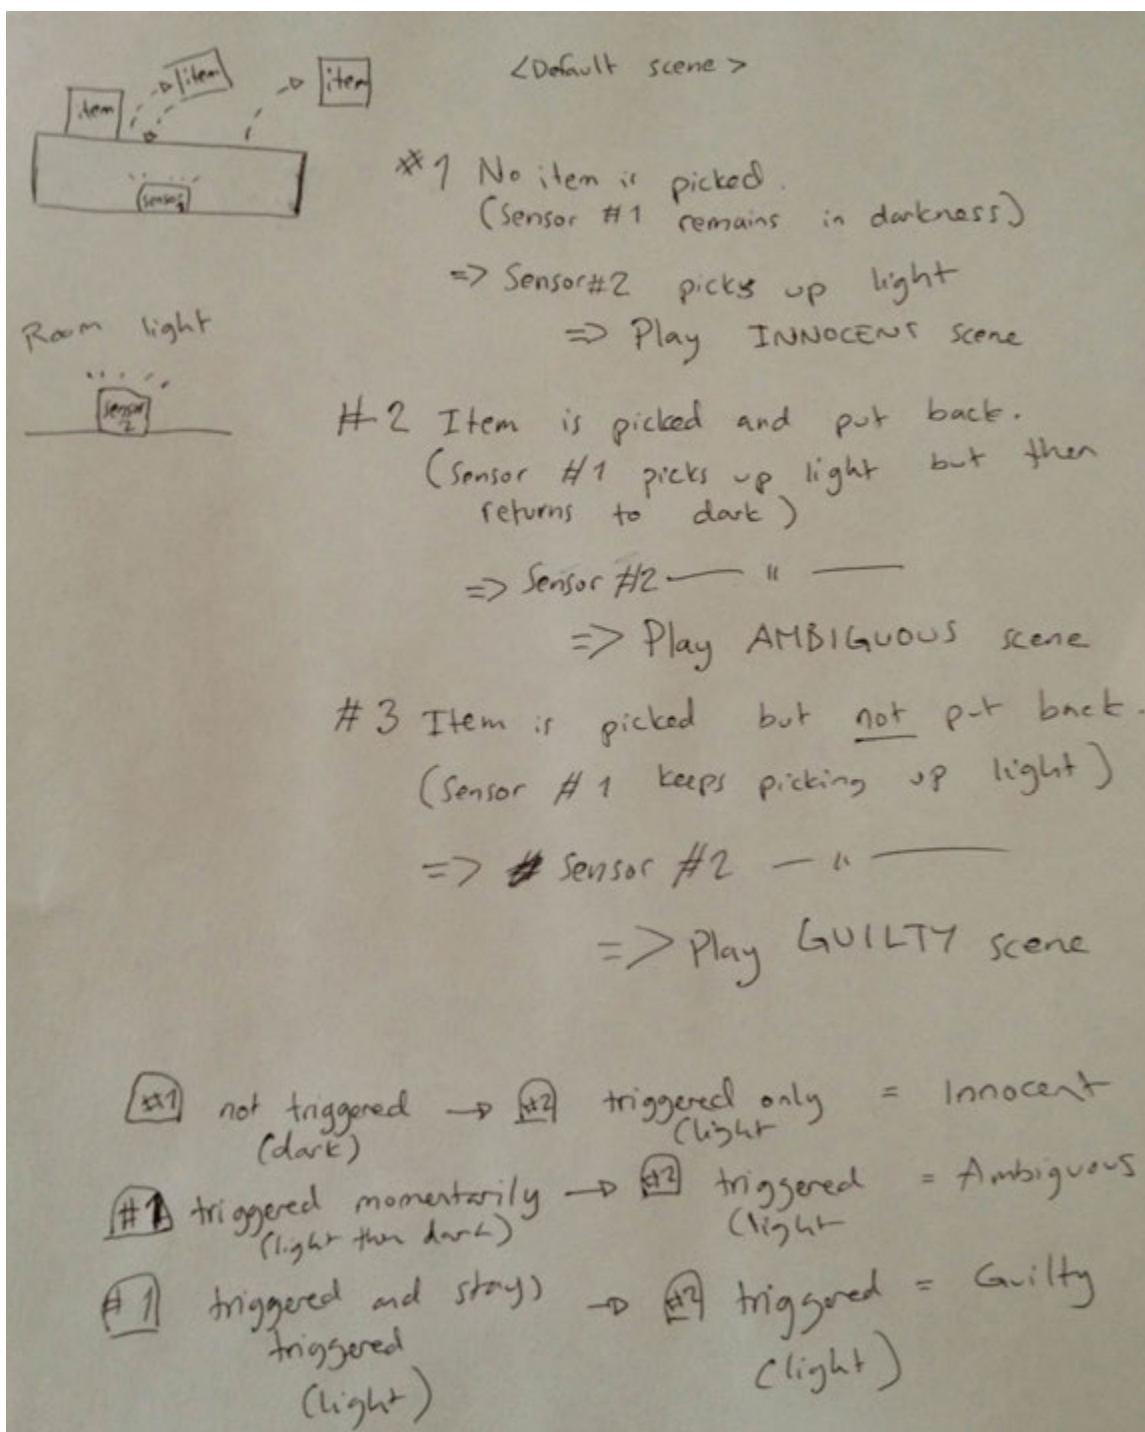 <Default scene>
item
item
item
sensor
1
#1 No item is picked.
(Sensor #1 remains in darkness)
=> Sensor #2 picks up light
=> Play INNOCENT scene
Room light
sensor
2
#2 Item is picked and put back.
(Sensor #1 picks up light but then
returns to dark)
=> Sensor #2 — " —
=> Play AMBIGUOUS scene
#3 Item is picked but not put back.
(Sensor #1 keeps picking up light)
=> Sensor #2 — " —
=> Play GUILTY scene
#1 not triggered → #2 triggered only = Innocent
(dark) (light
#1 triggered momentarily → #2 triggered = Ambiguous
(light then dark) (light
#1 triggered and stays → #2 triggered = Guilty
triggered
(light) (light)